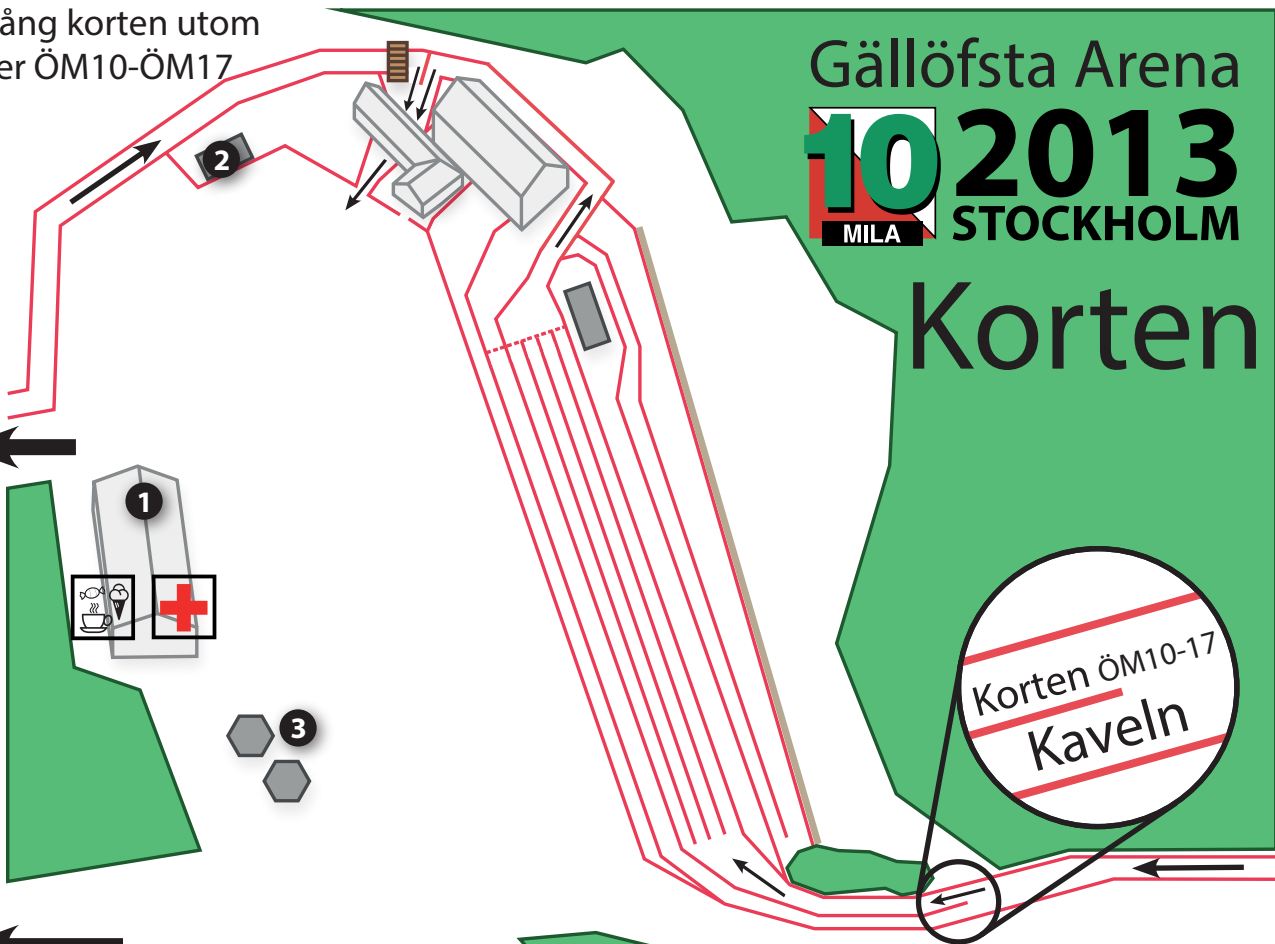 ång korten utom
er ÖM10-ÖM17
Gällöfsta Arena
10
MILA
2013
STOCKHOLM
Korten
2
1
3
Korten ÖM10-17
Kaveln